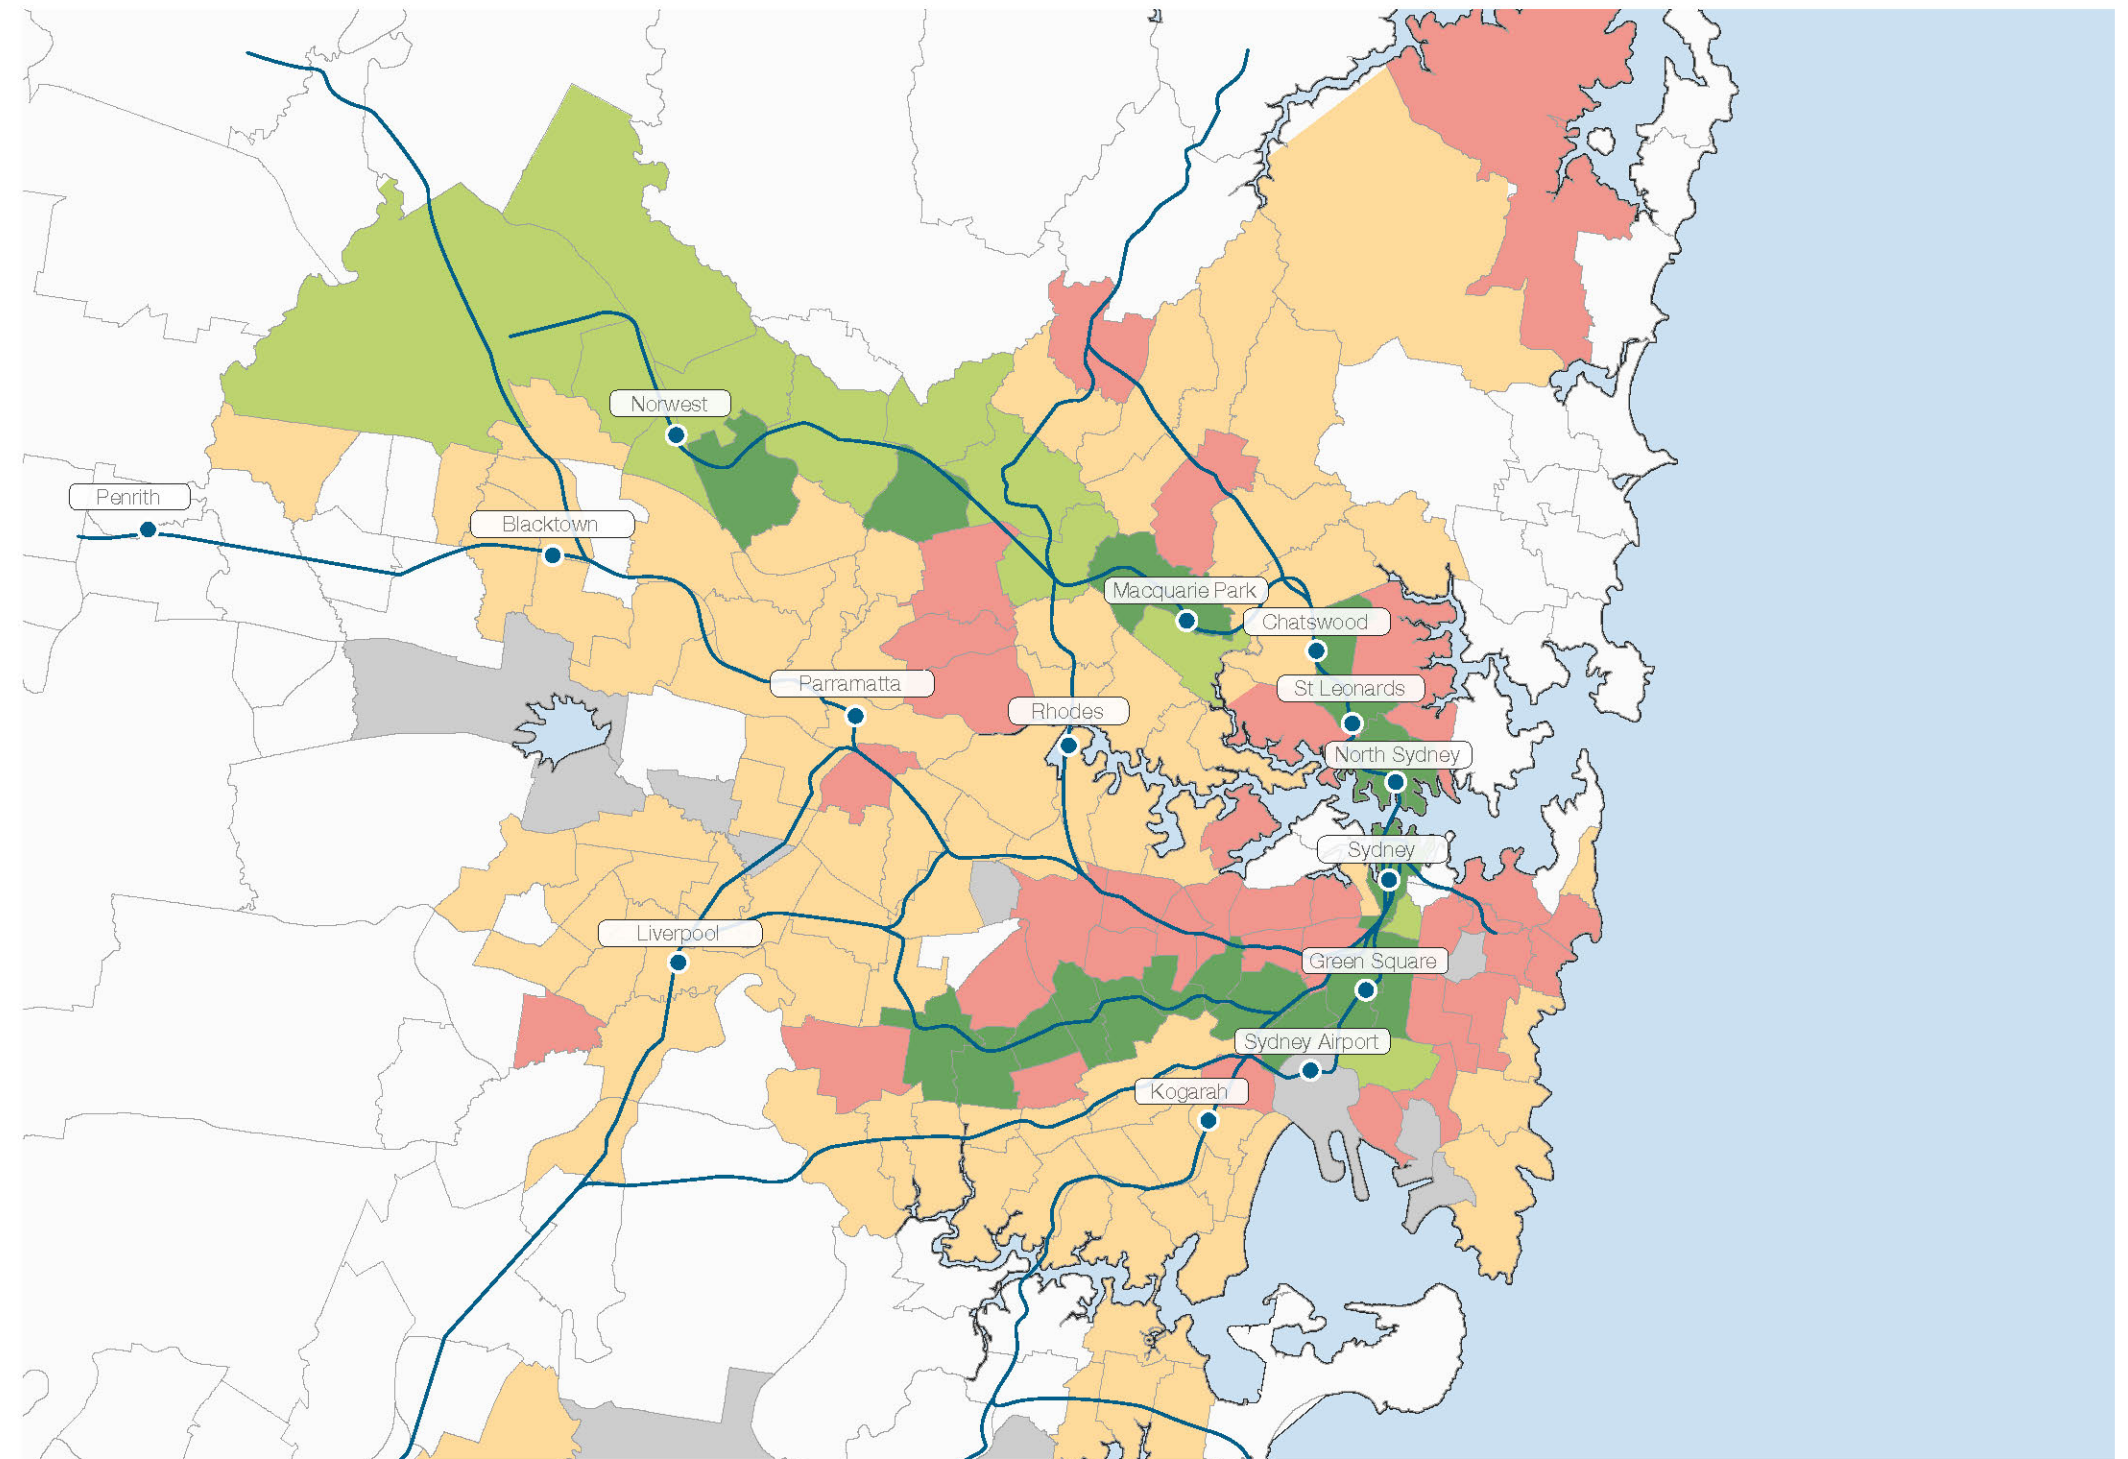 Norwest
Penrith
Blacktown
Macquarie Park
Chatswood
Parramatta
St Leonards
Rhodes
North Sydney
Sydney
Liverpool
Green Square
Sydney Airport
Kogarah